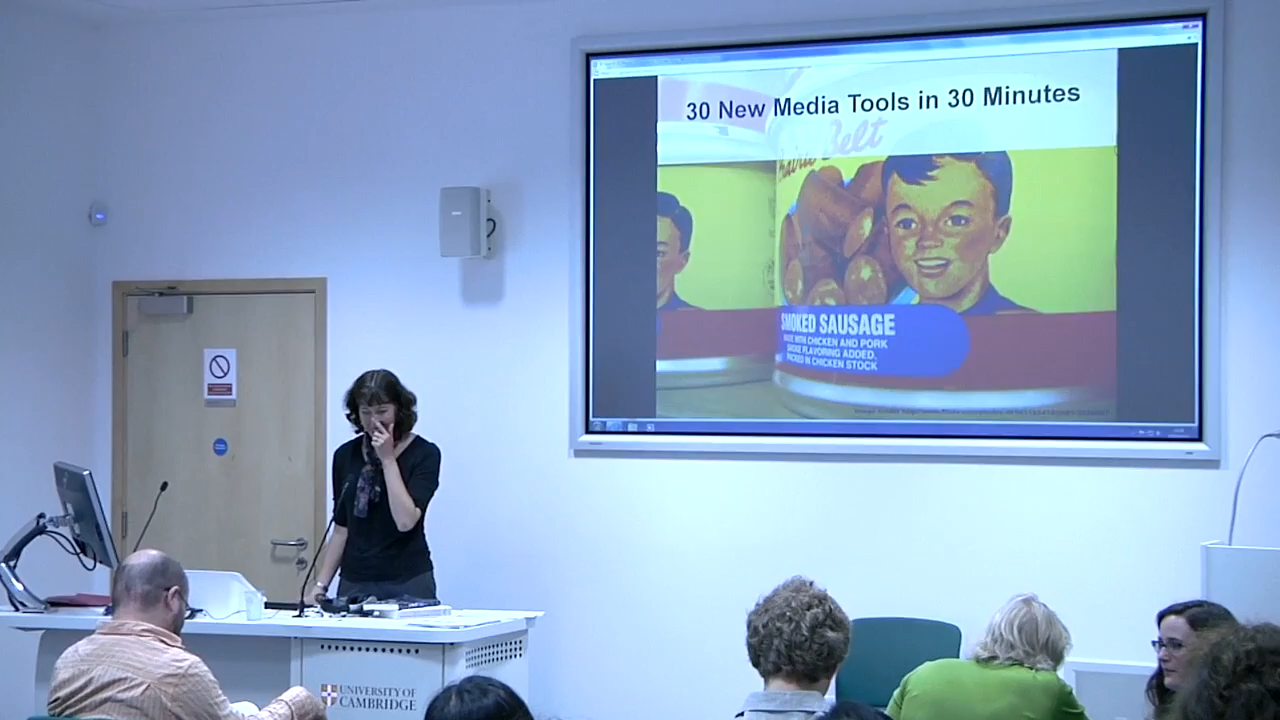 30 New Media Tools in 30 Minutes
Belt
SMOKED SAUSAGE
MADE WITH CHICKEN AND PORK
SMOKE FLAVORING ADDED.
PACKED IN CHICKEN STOCK
UNIVERSITY OF
CAMBRIDGE